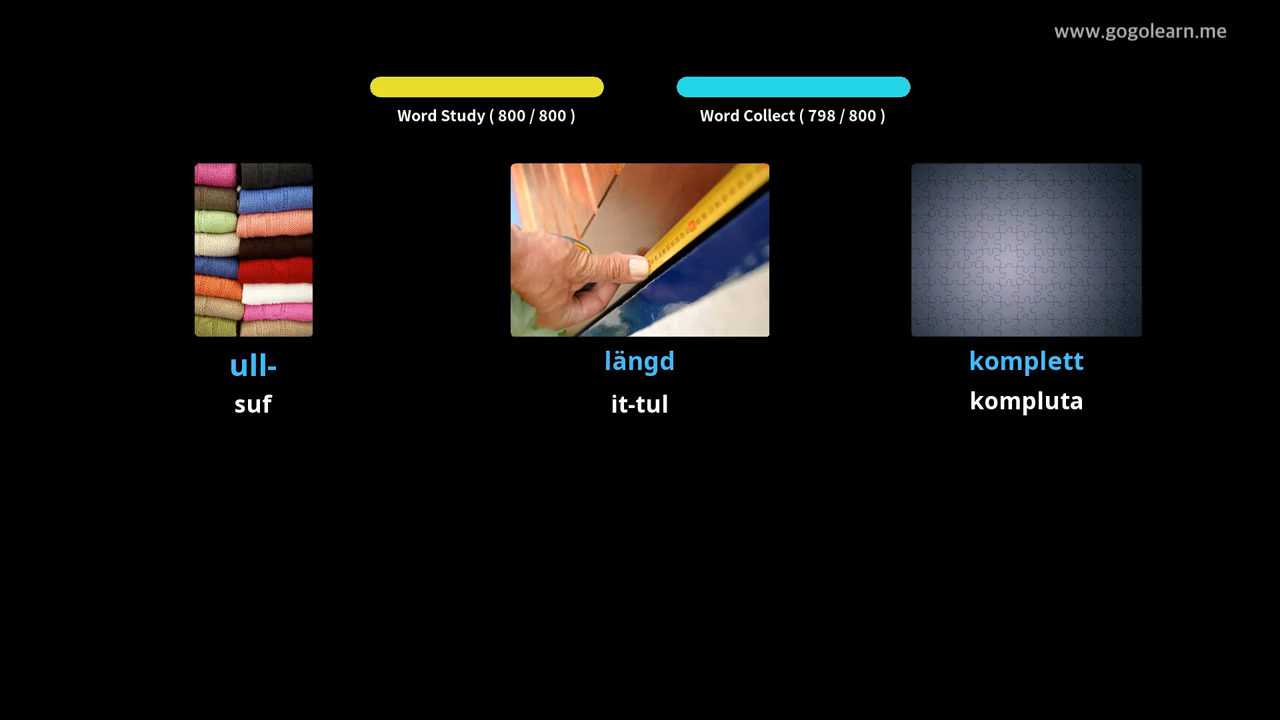 www.gogolearn.me
Word Study ( 800 / 800 )
Word Collect ( 798 / 800 )
ull-
suf
längd
it-tul
komplett
kompluta